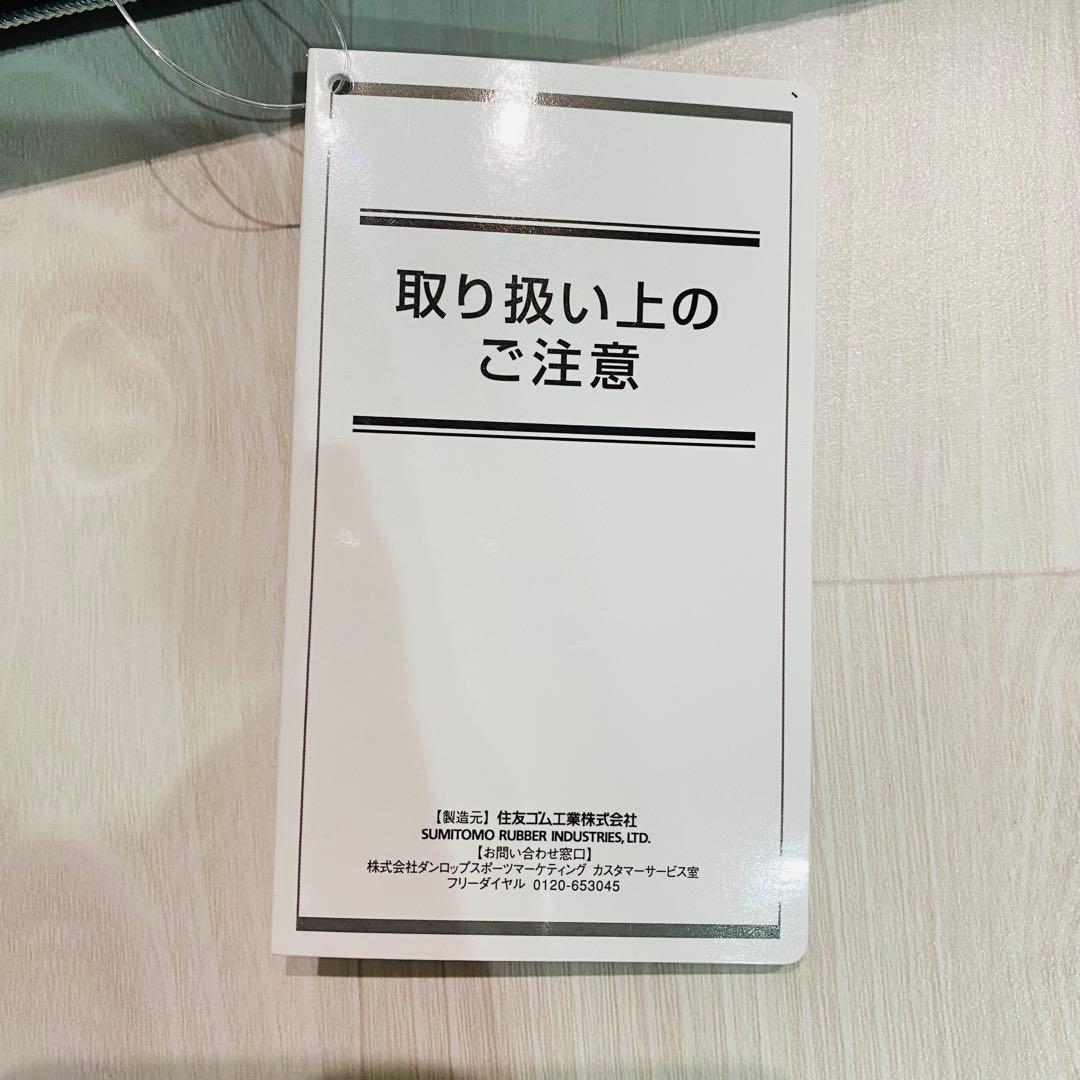 取り扱い上の
ご注意
【製造元】住友ゴム工業株式会社
SUMITOMO RUBBER INDUSTRIES, LTD.
【お問い合わせ窓口】
株式会社ダンロップスポーツマーケティング カスタマーサービス室
フリーダイヤル 0120-653045